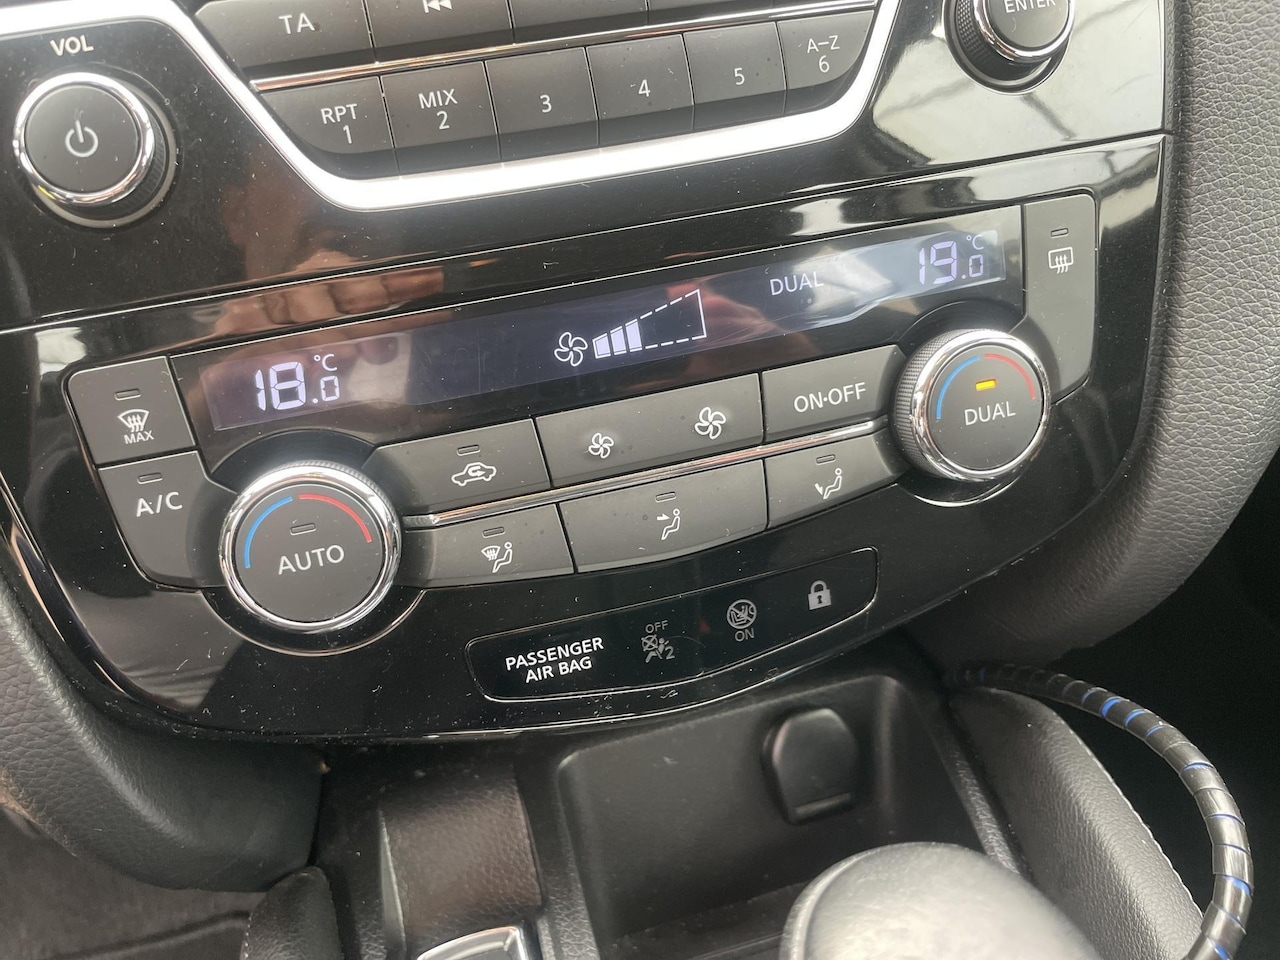 TA
ENTER
VOL
RPT
1
MIX
2
3
4
5
A–Z
6
18.0 °C
DUAL
19.0 °C
MAX
A/C
AUTO
ON·OFF
DUAL
PASSENGER
AIR BAG
OFF
2
ON